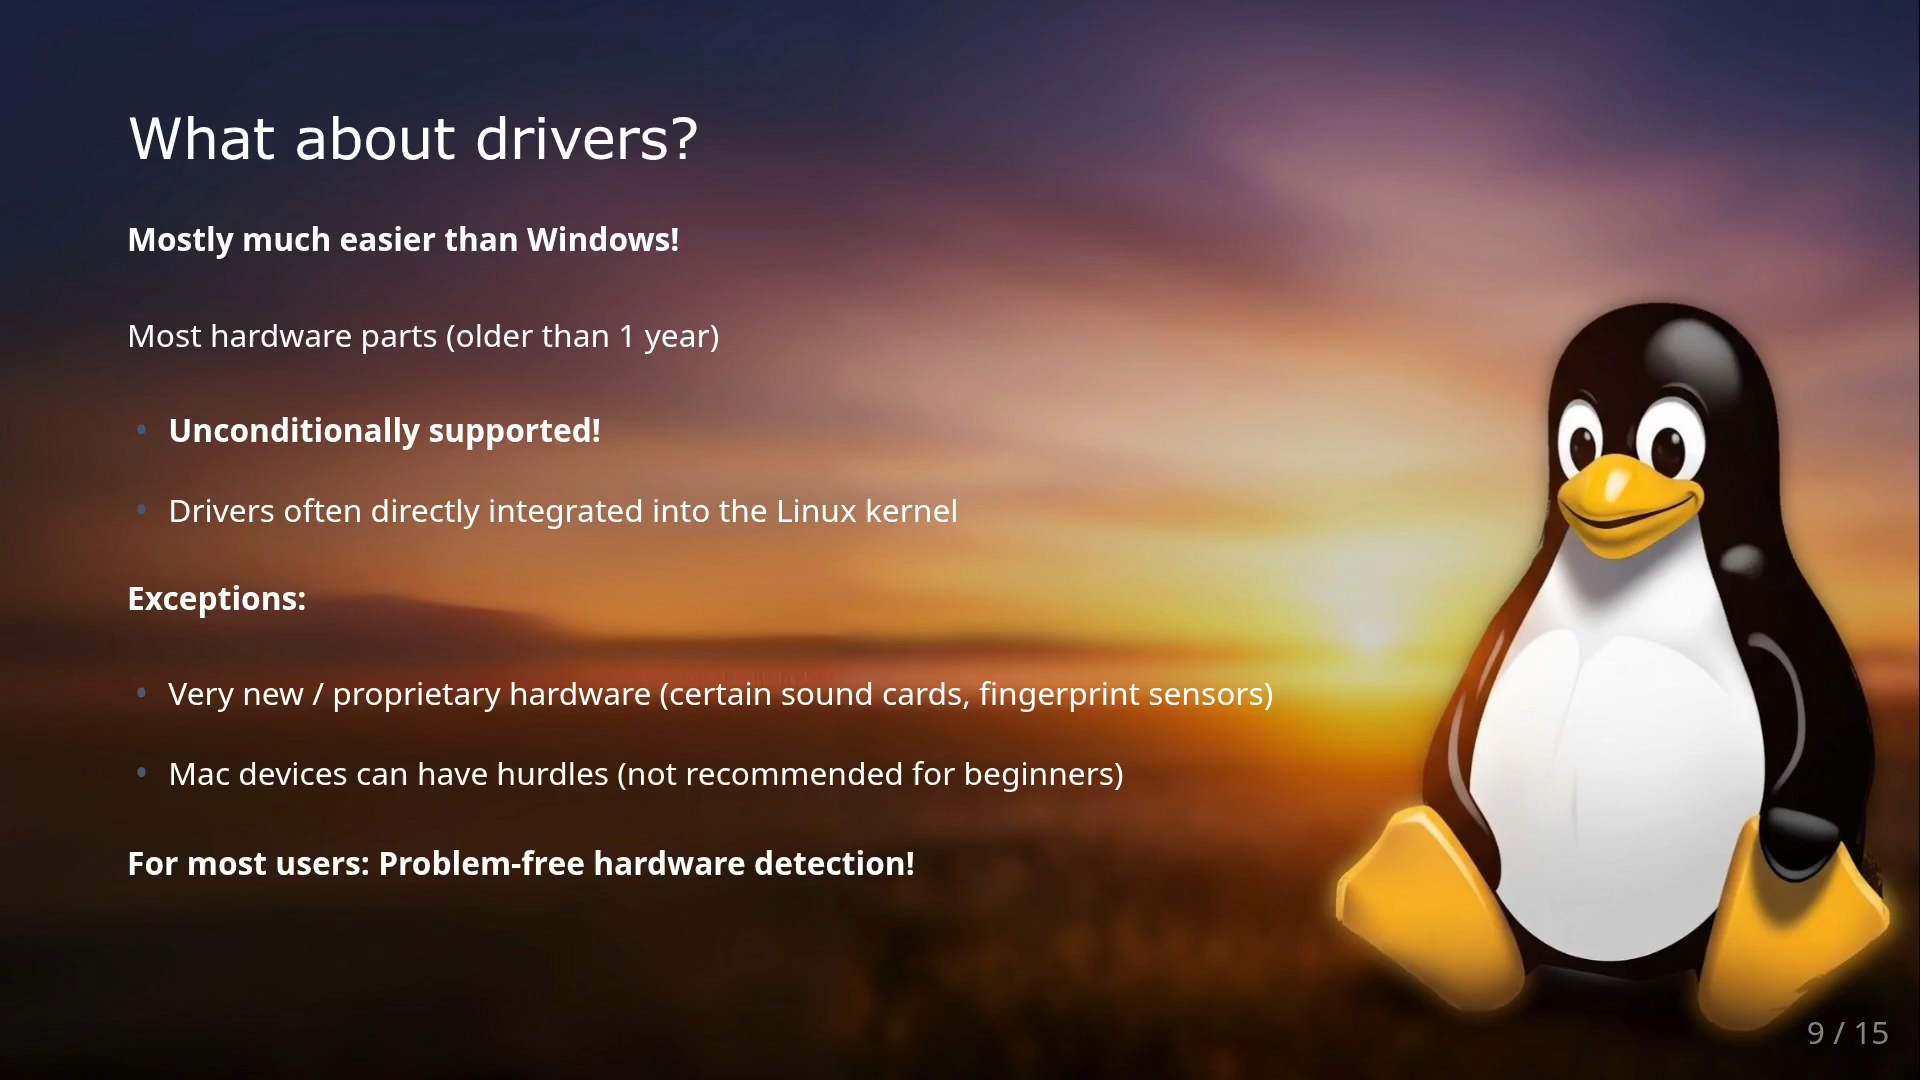 What about drivers?
Mostly much easier than Windows!
Most hardware parts (older than 1 year)
• Unconditionally supported!
• Drivers often directly integrated into the Linux kernel
Exceptions:
• Very new / proprietary hardware (certain sound cards, fingerprint sensors)
• Mac devices can have hurdles (not recommended for beginners)
For most users: Problem-free hardware detection!
9 / 15